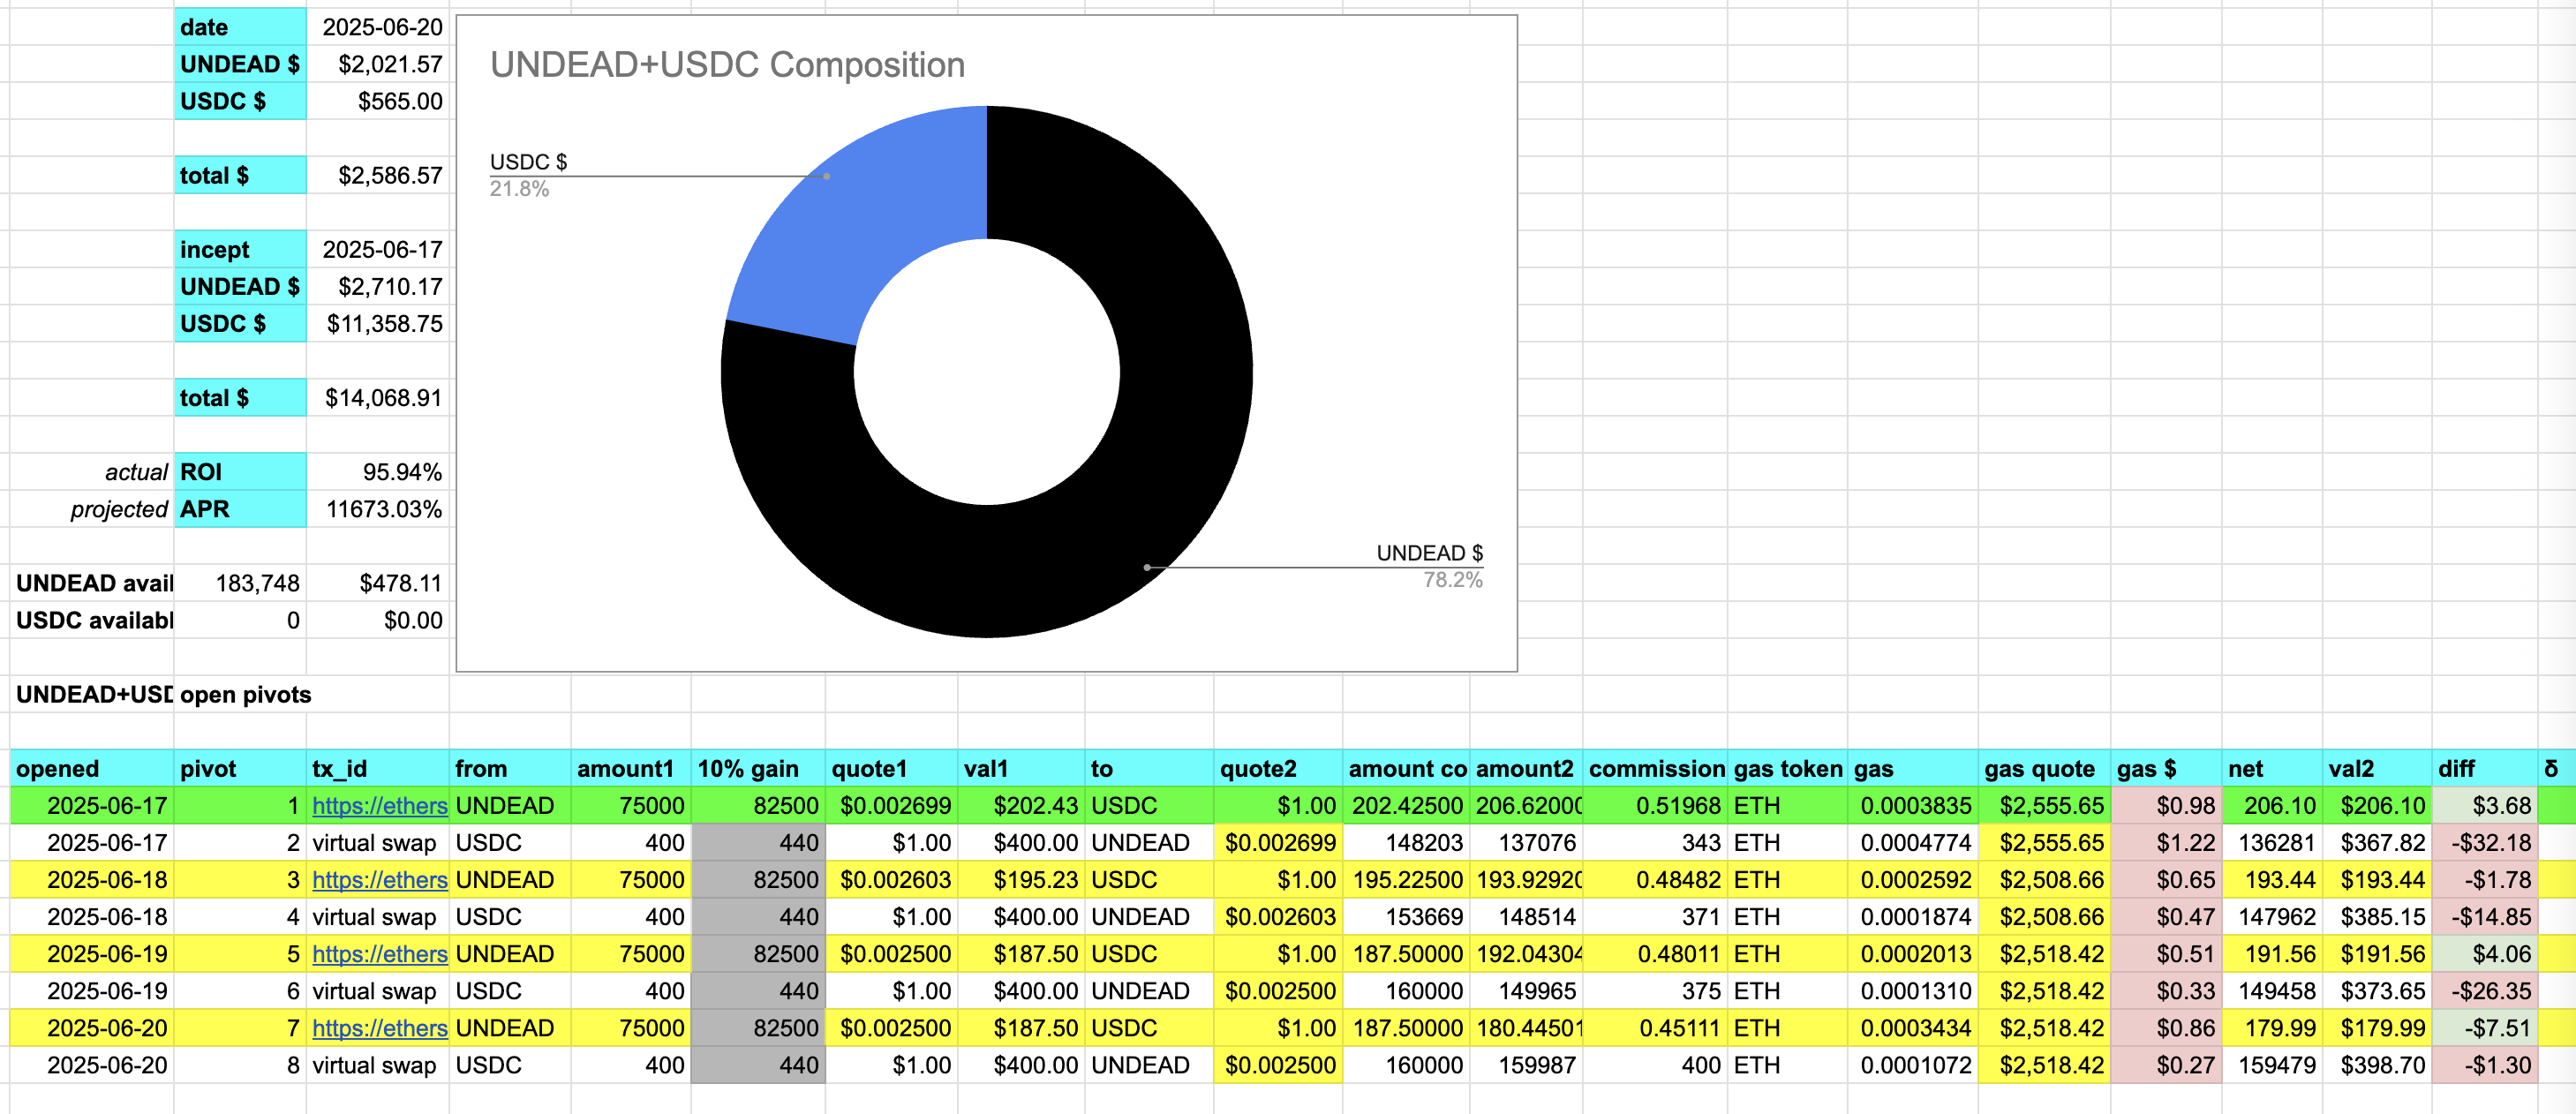 date 2025-06-20
UNDEAD $ $2,021.57
USDC $ $565.00
total $ $2,586.57
incept 2025-06-17
UNDEAD $ $2,710.17
USDC $ $11,358.75
total $ $14,068.91
actual ROI 95.94%
projected APR 11673.03%
UNDEAD avail 183,748 $478.11
USDC availabl 0 $0.00
UNDEAD+USDC Composition
USDC $
21.8%
UNDEAD $
78.2%
UNDEAD+USD open pivots
opened pivot tx_id from amount1 10% gain quote1 val1 to quote2 amount co amount2 commission gas token gas gas quote gas $ net val2 diff δ
2025-06-17 1 https://ethers UNDEAD 75000 82500 $0.002699 $202.43 USDC $1.00 202.42500 206.62000 0.51968 ETH 0.0003835 $2,555.65 $0.98 206.10 $206.10 $3.68
2025-06-17 2 virtual swap USDC 400 440 $1.00 $400.00 UNDEAD $0.002699 148203 137076 343 ETH 0.0004774 $2,555.65 $1.22 136281 $367.82 -$32.18
2025-06-18 3 https://ethers UNDEAD 75000 82500 $0.002603 $195.23 USDC $1.00 195.22500 193.92920 0.48482 ETH 0.0002592 $2,508.66 $0.65 193.44 $193.44 -$1.78
2025-06-18 4 virtual swap USDC 400 440 $1.00 $400.00 UNDEAD $0.002603 153669 148514 371 ETH 0.0001874 $2,508.66 $0.47 147962 $385.15 -$14.85
2025-06-19 5 https://ethers UNDEAD 75000 82500 $0.002500 $187.50 USDC $1.00 187.50000 192.04304 0.48011 ETH 0.0002013 $2,518.42 $0.51 191.56 $191.56 $4.06
2025-06-19 6 virtual swap USDC 400 440 $1.00 $400.00 UNDEAD $0.002500 160000 149965 375 ETH 0.0001310 $2,518.42 $0.33 149458 $373.65 -$26.35
2025-06-20 7 https://ethers UNDEAD 75000 82500 $0.002500 $187.50 USDC $1.00 187.50000 180.44501 0.45111 ETH 0.0003434 $2,518.42 $0.86 179.99 $179.99 -$7.51
2025-06-20 8 virtual swap USDC 400 440 $1.00 $400.00 UNDEAD $0.002500 160000 159987 400 ETH 0.0001072 $2,518.42 $0.27 159479 $398.70 -$1.30